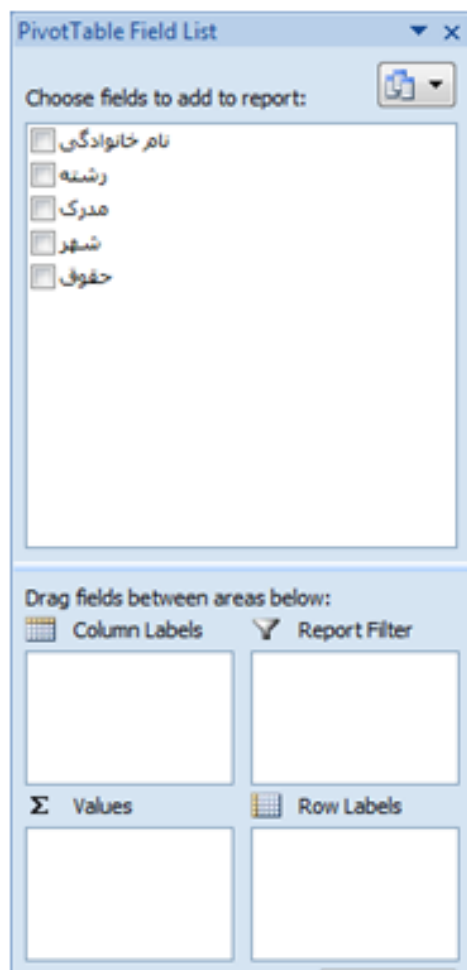 PivotTable Field List
Choose fields to add to report:
نام خانوادگی
رشته
مدرک
شهر
حقوق
Drag fields between areas below:
Column Labels Report Filter
Σ Values Row Labels